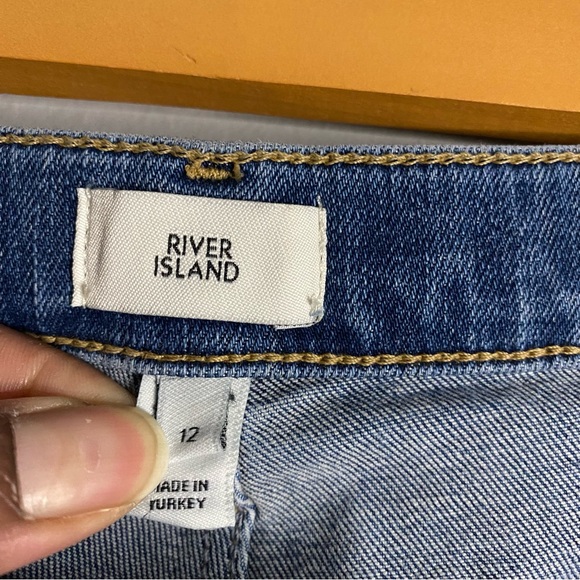 RIVER
ISLAND
12
MADE IN
TURKEY